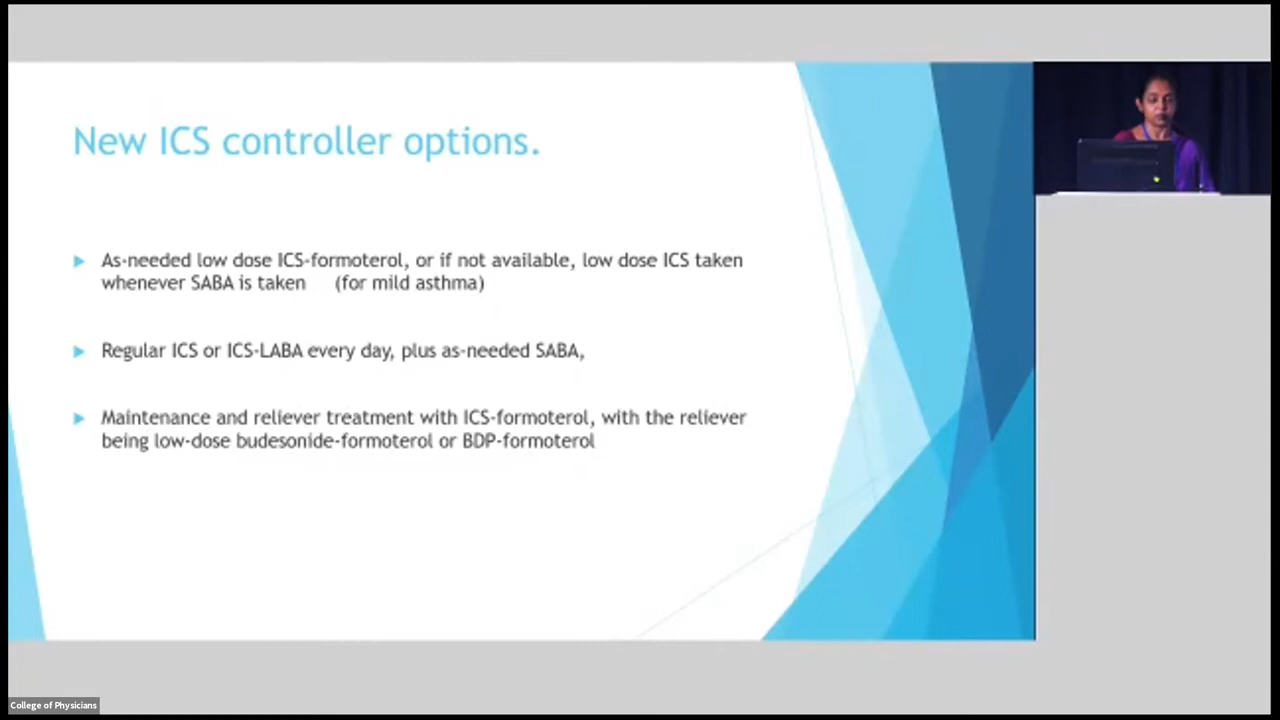 New ICS controller options.
As-needed low dose ICS-formoterol, or if not available, low dose ICS taken
whenever SABA is taken (for mild asthma)
Regular ICS or ICS-LABA every day, plus as-needed SABA,
Maintenance and reliever treatment with ICS-formoterol, with the reliever
being low-dose budesonide-formoterol or BDP-formoterol
College of Physicians